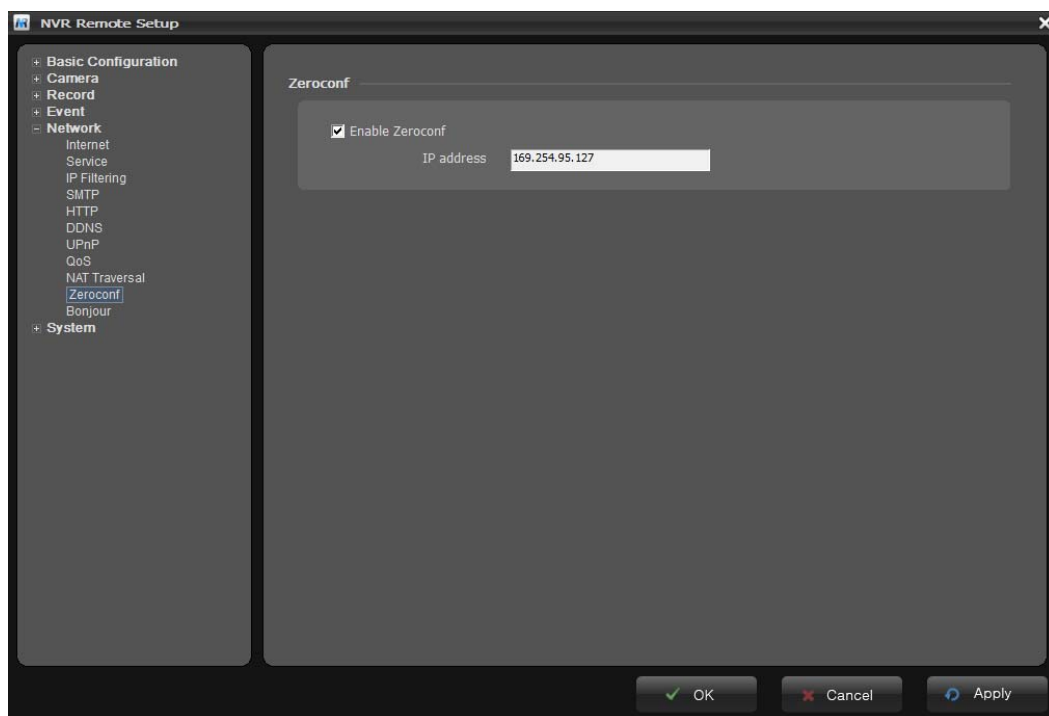 NVR Remote Setup
Basic Configuration
Camera
Record
Event
Network
Internet
Service
IP Filtering
SMTP
HTTP
DDNS
UPnP
QoS
NAT Traversal
Zeroconf
Bonjour
System
Zeroconf
Enable Zeroconf
IP address 169.254.95.127
OK Cancel Apply